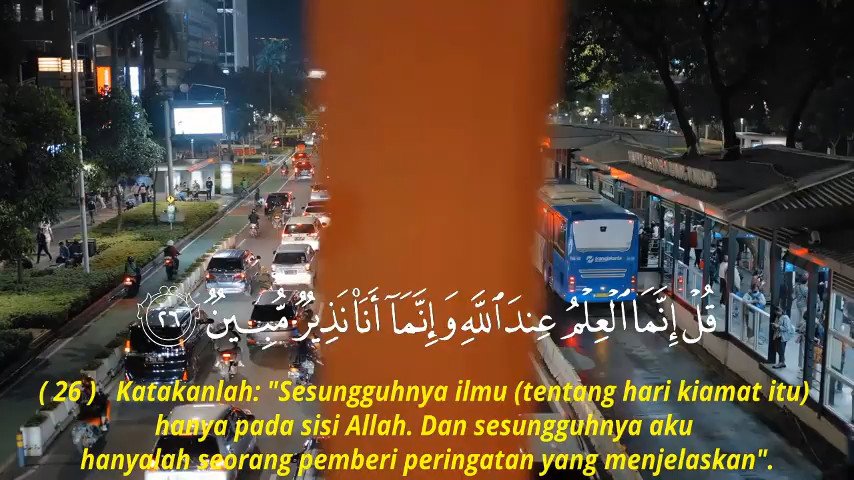 transjakarta
قُلْ إِنَّمَا ٱلْعِلْمُ عِندَ ٱللَّهِ وَإِنَّمَآ أَنَا۠ نَذِيرٌ مُّبِينٌ ٢٦
( 26 ) Katakanlah: "Sesungguhnya ilmu (tentang hari kiamat itu)
hanya pada sisi Allah. Dan sesungguhnya aku
hanyalah seorang pemberi peringatan yang menjelaskan".